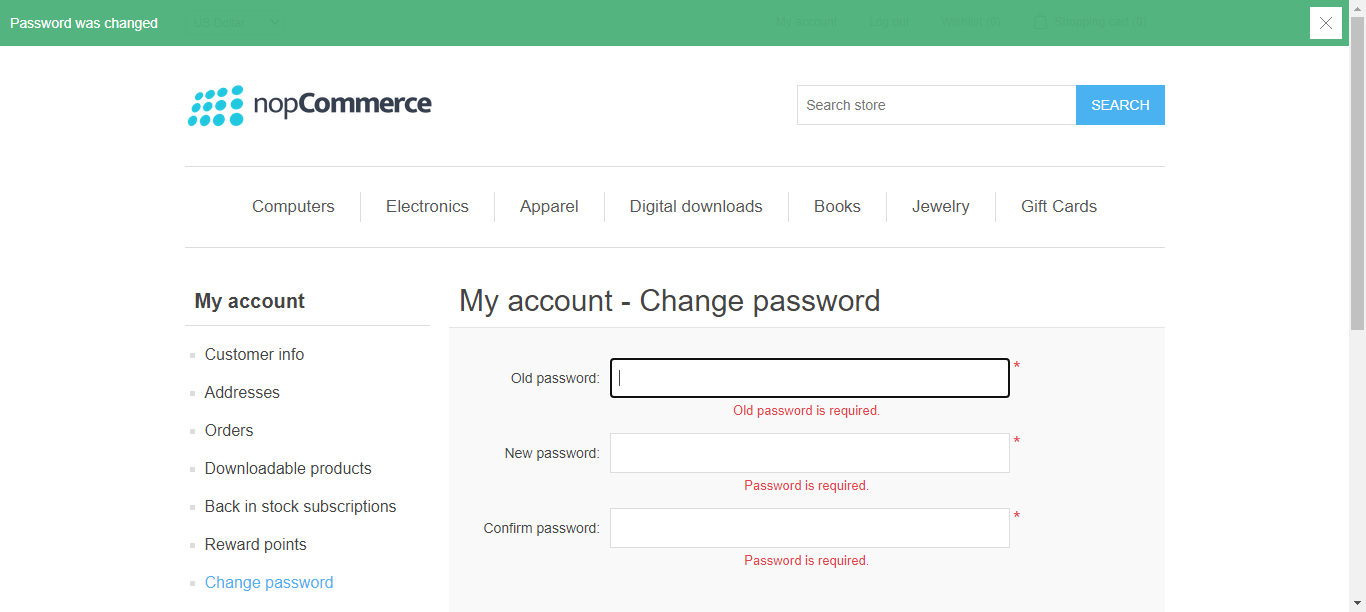 Password was changed
US Dollar
My account Log out Wishlist (0) Shopping cart (0)
nopCommerce
Search store
SEARCH
Computers Electronics Apparel Digital downloads Books Jewelry Gift Cards
My account
Customer info
Addresses
Orders
Downloadable products
Back in stock subscriptions
Reward points
Change password
My account - Change password
Old password: *
Old password is required.
New password: *
Password is required.
Confirm password: *
Password is required.